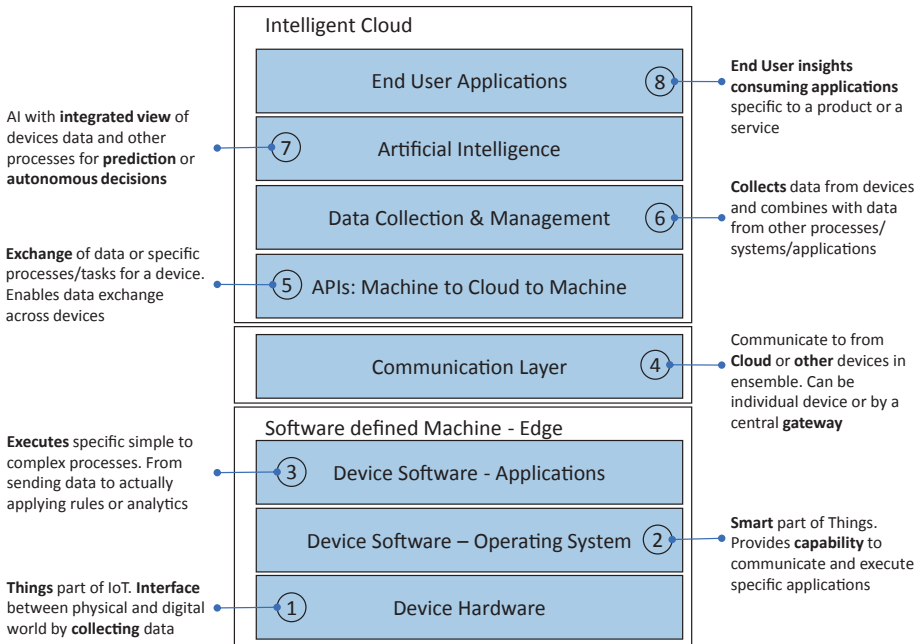 Intelligent Cloud
End User Applications
8
End User insights
consuming applications
specific to a product or a
service
AI with integrated view of
devices data and other
processes for prediction or
autonomous decisions
7
Artificial Intelligence
Data Collection & Management
6
Collects data from devices
and combines with data
from other processes/
systems/applications
Exchange of data or specific
processes/tasks for a device.
Enables data exchange
across devices
5
APIs: Machine to Cloud to Machine
Communication Layer
4
Communicate to from
Cloud or other devices in
ensemble. Can be
individual device or by a
central gateway
Software defined Machine - Edge
Executes specific simple to
complex processes. From
sending data to actually
applying rules or analytics
3
Device Software - Applications
Device Software – Operating System
2
Smart part of Things.
Provides capability to
communicate and execute
specific applications
Things part of IoT. Interface
between physical and digital
world by collecting data
1
Device Hardware